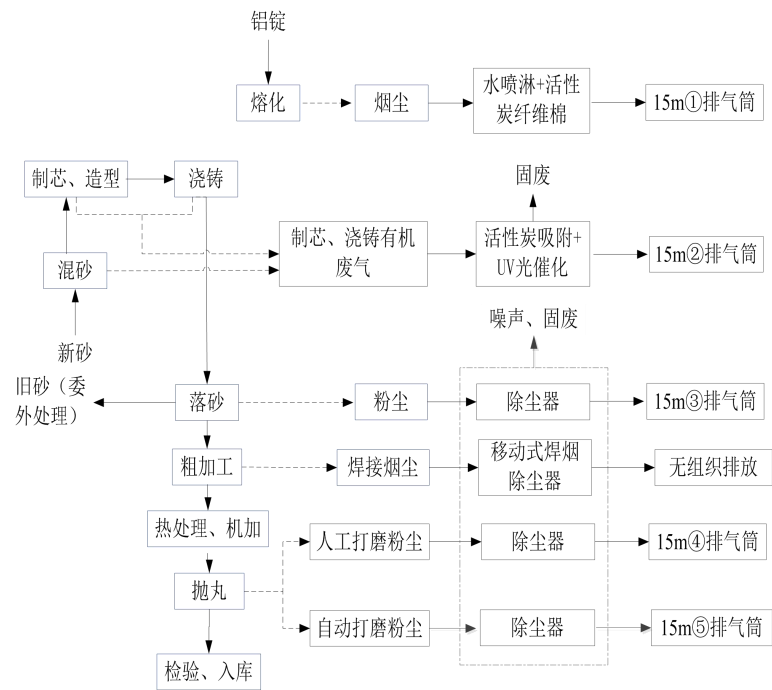 铝锭
熔化
烟尘
水喷淋+活性
炭纤维棉
15m①排气筒
制芯、造型
浇铸
固废
制芯、浇铸有机
废气
活性炭吸附+
UV光催化
15m②排气筒
混砂
新砂
噪声、固废
旧砂（委
外处理）
落砂
粉尘
除尘器
15m③排气筒
粗加工
焊接烟尘
移动式焊烟
除尘器
无组织排放
热处理、机加
人工打磨粉尘
除尘器
15m④排气筒
抛丸
自动打磨粉尘
除尘器
15m⑤排气筒
检验、入库